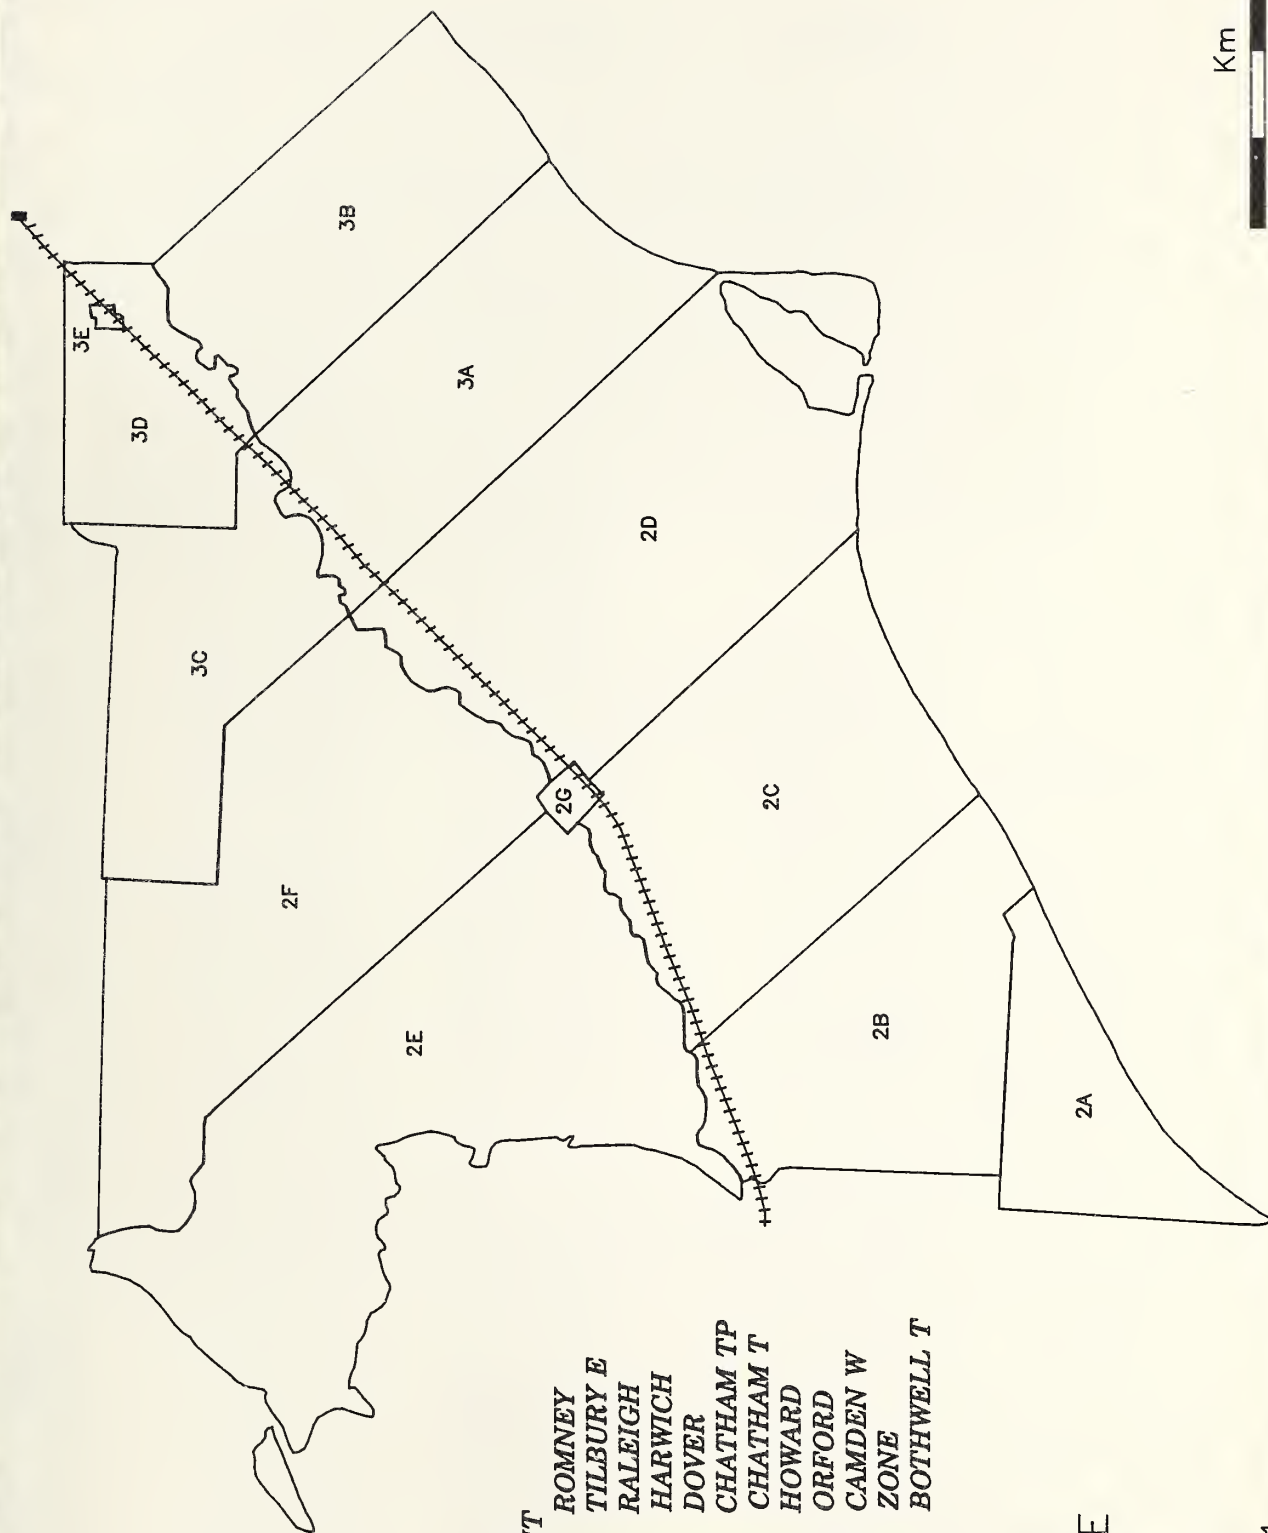 3B
3E
3D
3A
3C
2D
2G
2C
2F
2E
2B
2A
Km
ROMNEY
TILBURY E
RALEIGH
HARWICH
DOVER
CHATHAM TP
CHATHAM T
HOWARD
ORFORD
CAMDEN W
ZONE
BOTHWELL T